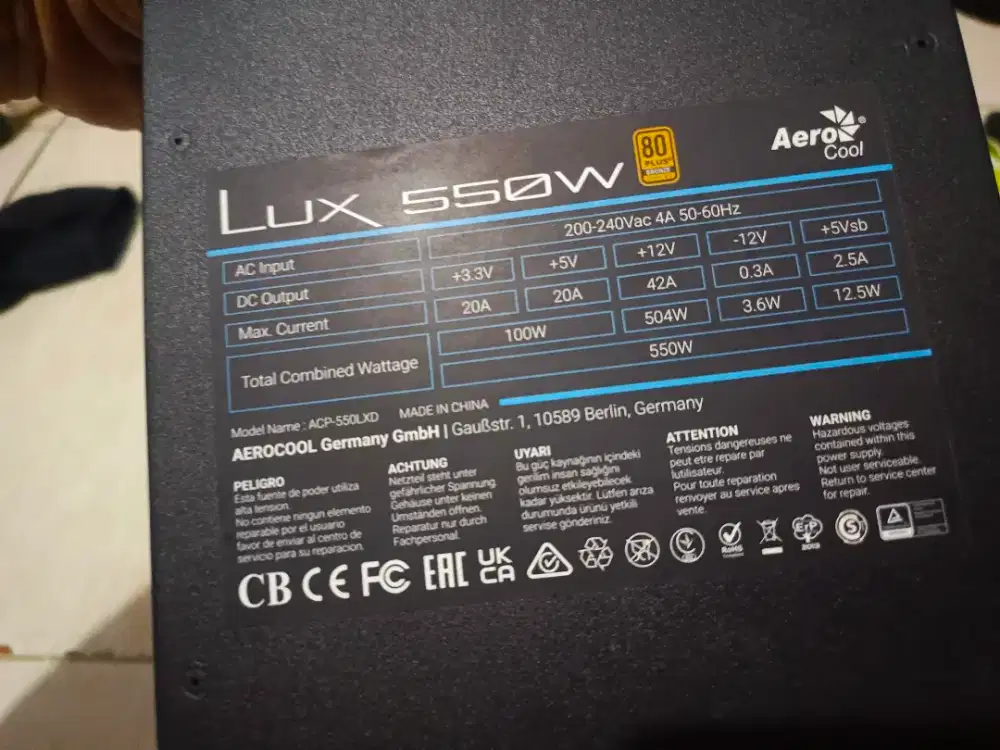 Lux 550W
80 PLUS BRONZE
AeroCool
AC Input 200-240Vac 4A 50-60Hz
DC Output +3.3V +5V +12V -12V +5Vsb
Max. Current 20A 20A 42A 0.3A 2.5A
Total Combined Wattage 100W 504W 3.6W 12.5W
550W
Model Name : ACP-550LXD MADE IN CHINA
AEROCOOL Germany GmbH | Gaußstr. 1, 10589 Berlin, Germany
PELIGRO
Esta fuente de poder utiliza
alta tension.
No contiene ningun elemento
reparable por el usuario
favor de enviar al centro de
servicio para su reparacion.
ACHTUNG
Netzteil steht unter
gefährlicher Spannung
Gehäuse unter keinen
Umständen öffnen.
Reparatur nur durch
Fachpersonal.
UYARI
Bu güç kaynağının içindeki
gerilim insan sağlığını
olumsuz etkileyebilecek
kadar yüksektir. Lütfen arıza
durumunda ürünü yetkili
servise gönderiniz.
ATTENTION
Tensions dangereuses ne
peut etre repare par
lutilisateur.
Pour toute reparation
renvoyer au service apres
vente.
WARNING
Hazardous voltages
contained within this
power supply.
Not user serviceable.
Return to service center
for repair.
CB CE FC EAC UK CA RoHS ErP 2013 S